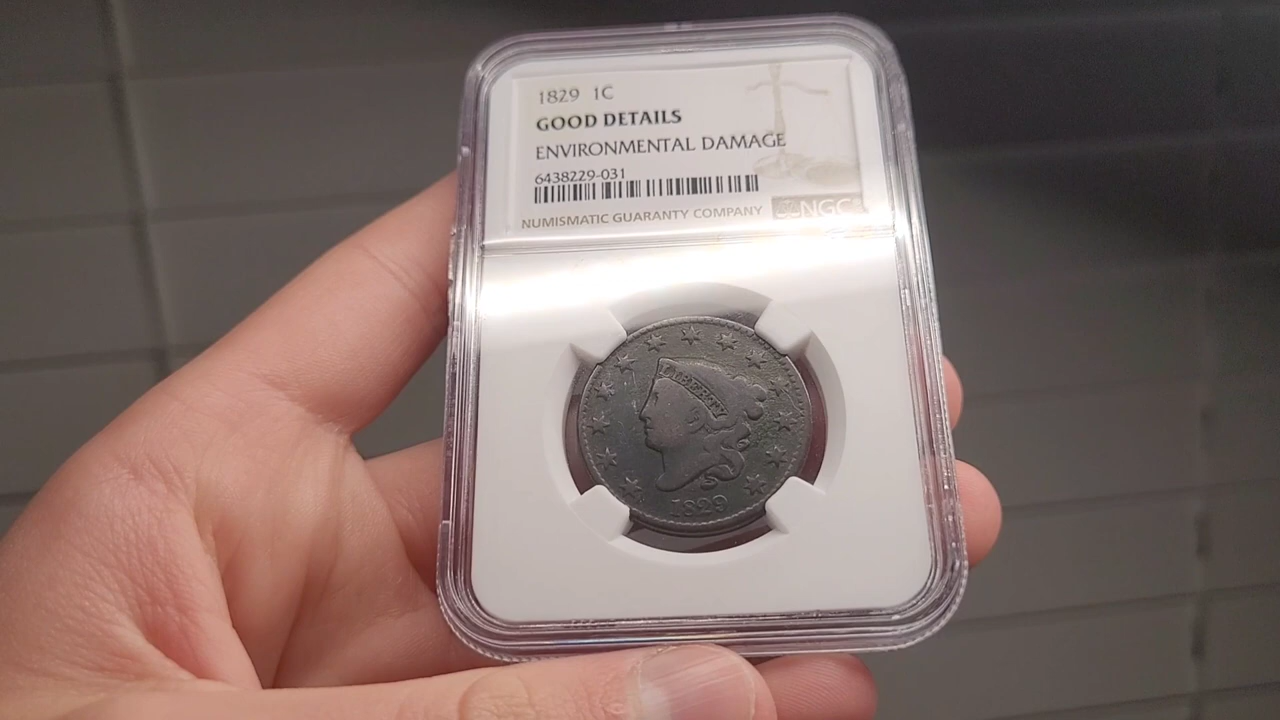 1829 1C
GOOD DETAILS
ENVIRONMENTAL DAMAGE
6438229-031
NUMISMATIC GUARANTY COMPANY NGC
LIBERTY
1829